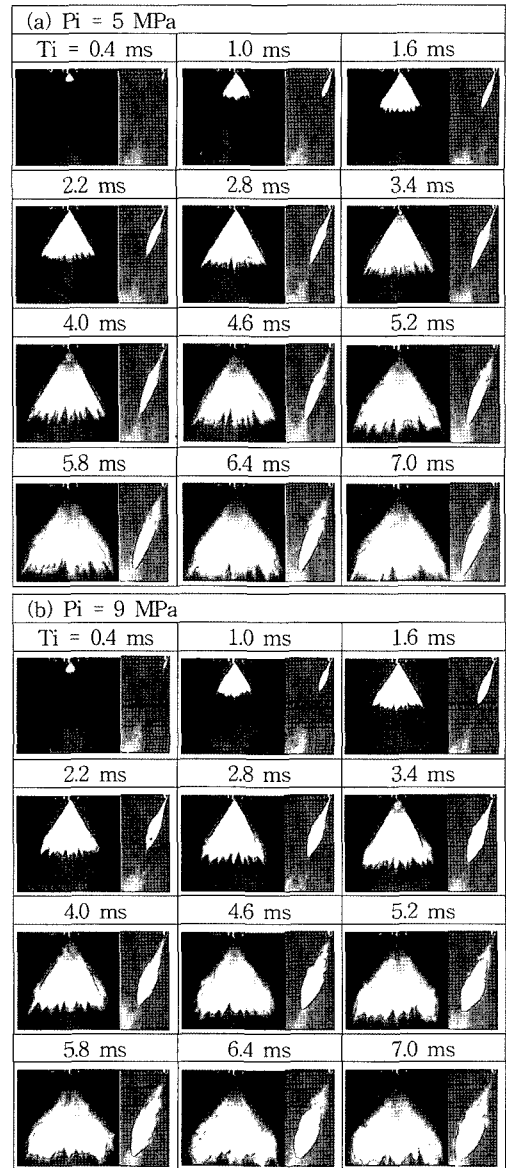 (a) Pi = 5 MPa
Ti = 0.4 ms 1.0 ms 1.6 ms
2.2 ms 2.8 ms 3.4 ms
4.0 ms 4.6 ms 5.2 ms
5.8 ms 6.4 ms 7.0 ms
(b) Pi = 9 MPa
Ti = 0.4 ms 1.0 ms 1.6 ms
2.2 ms 2.8 ms 3.4 ms
4.0 ms 4.6 ms 5.2 ms
5.8 ms 6.4 ms 7.0 ms